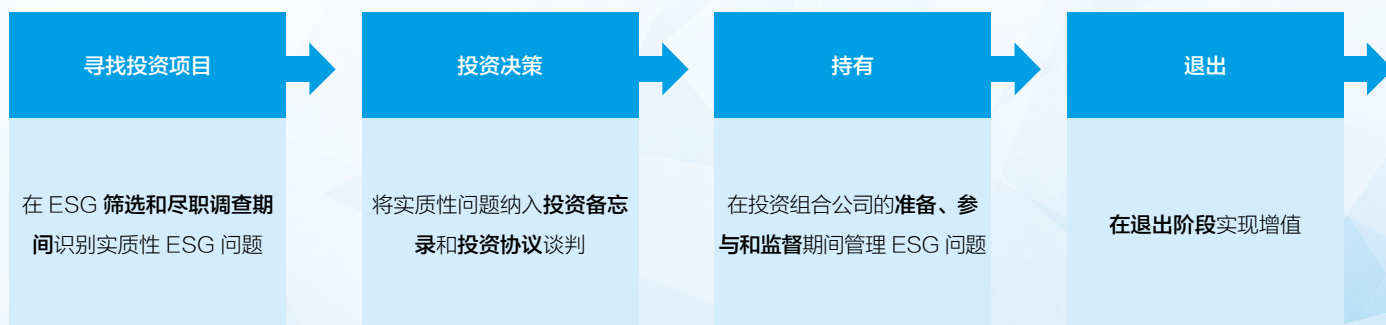 寻找投资项目
投资决策
持有
退出
在 ESG 筛选和尽职调查期
间识别实质性 ESG 问题
将实质性问题纳入投资备忘
录和投资协议谈判
在投资组合公司的准备、参
与和监督期间管理 ESG 问题
在退出阶段实现增值